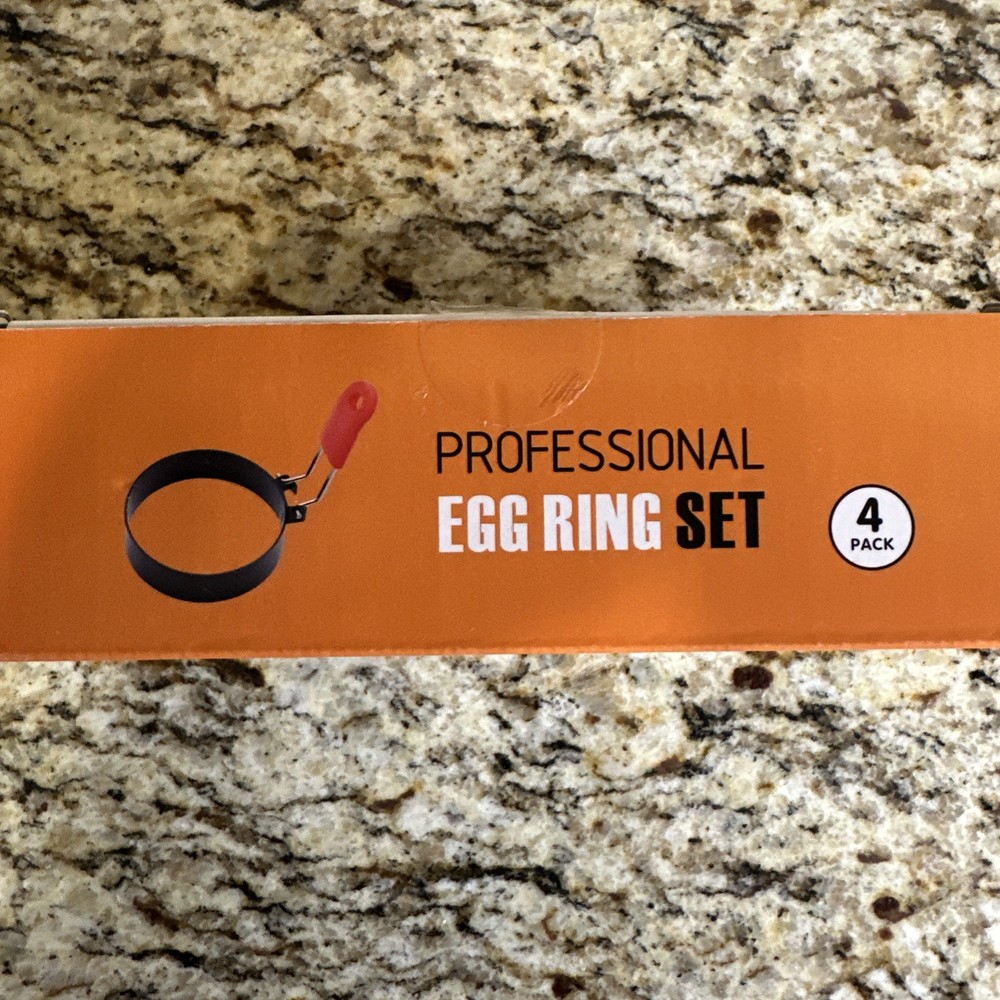 PROFESSIONAL
EGG RING SET
4
PACK